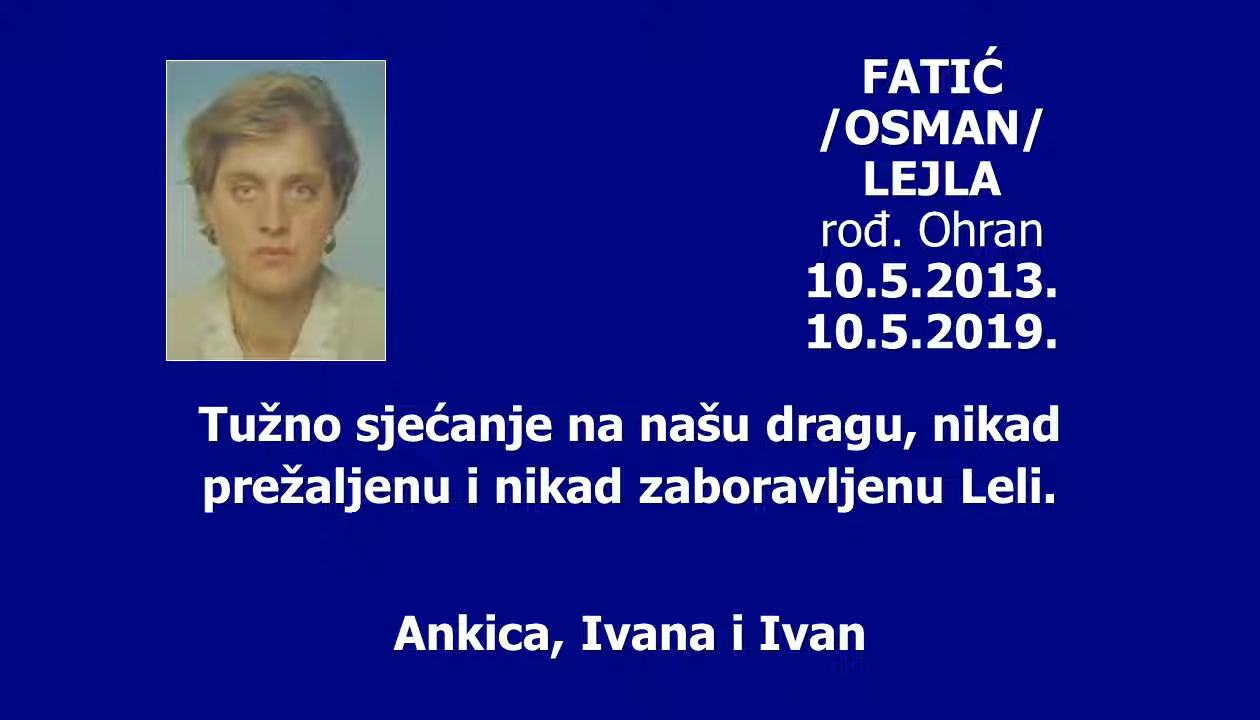 FATIĆ
/OSMAN/
LEJLA
rođ. Ohran
10.5.2013.
10.5.2019.
Tužno sjećanje na našu dragu, nikad
prežaljenu i nikad zaboravljenu Leli.
Ankica, Ivana i Ivan